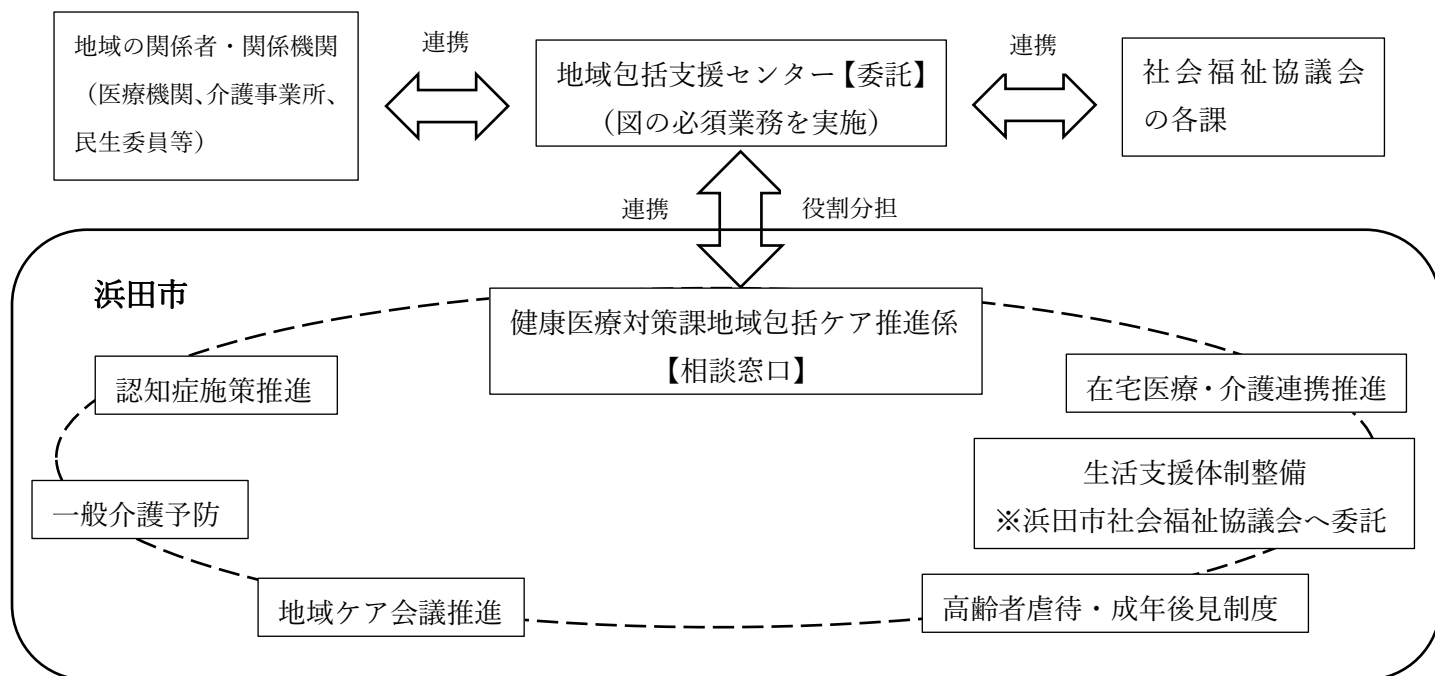 地域の関係者・関係機関
（医療機関、介護事業所、
民生委員等）
連携
地域包括支援センター【委託】
（図の必須業務を実施）
連携
社会福祉協議会
の各課
連携
役割分担
浜田市
健康医療対策課地域包括ケア推進係
【相談窓口】
認知症施策推進
在宅医療・介護連携推進
一般介護予防
生活支援体制整備
※浜田市社会福祉協議会へ委託
地域ケア会議推進
高齢者虐待・成年後見制度